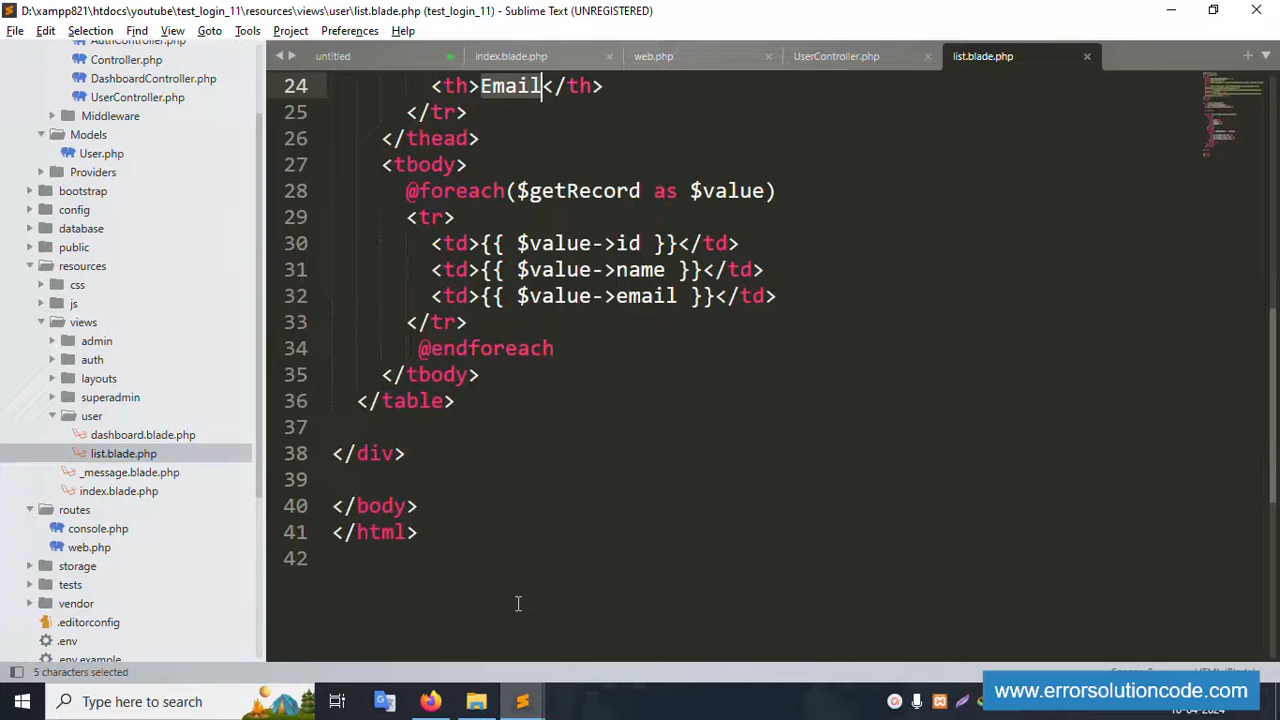 D:\xampp821\htdocs\youtube\test_login_11\resources\views\user\list.blade.php (test_login_11) - Sublime Text (UNREGISTERED)
File Edit Selection Find View Goto Tools Project Preferences Help
AuthController.php
Controller.php
DashboardController.php
UserController.php
Middleware
Models
User.php
Providers
bootstrap
config
database
public
resources
css
js
views
admin
auth
layouts
superadmin
user
dashboard.blade.php
list.blade.php
_message.blade.php
index.blade.php
routes
console.php
web.php
storage
tests
vendor
.editorconfig
.env
.env.example
untitled index.blade.php web.php UserController.php list.blade.php
24 <th>Email</th>
25 </tr>
26 </thead>
27 <tbody>
28 @foreach($getRecord as $value)
29 <tr>
30 <td>{{ $value->id }}</td>
31 <td>{{ $value->name }}</td>
32 <td>{{ $value->email }}</td>
33 </tr>
34 @endforeach
35 </tbody>
36 </table>
37
38 </div>
39
40 </body>
41 </html>
42
5 characters selected
Type here to search
www.errorsolutioncode.com